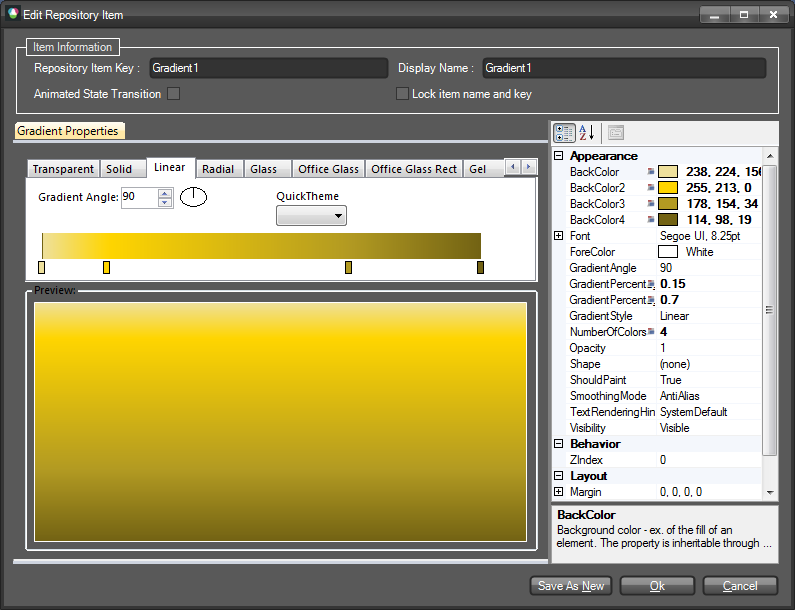 Edit Repository Item
Item Information
Repository Item Key : Gradient1 Display Name : Gradient1
Animated State Transition Lock item name and key
Gradient Properties
Transparent Solid Linear Radial Glass Office Glass Office Glass Rect Gel
Gradient Angle: 90 QuickTheme
Preview:
Appearance
BackColor 238, 224, 156
BackColor2 255, 213, 0
BackColor3 178, 154, 34
BackColor4 114, 98, 19
Font Segoe UI, 8.25pt
ForeColor White
GradientAngle 90
GradientPercent 0.15
GradientPercent 0.7
GradientStyle Linear
NumberOfColors 4
Opacity 1
Shape (none)
ShouldPaint True
SmoothingMode AntiAlias
TextRenderingHin SystemDefault
Visibility Visible
Behavior
ZIndex 0
Layout
Margin 0, 0, 0, 0
BackColor
Background color - ex. of the fill of an
element. The property is inheritable through ...
Save As New Ok Cancel